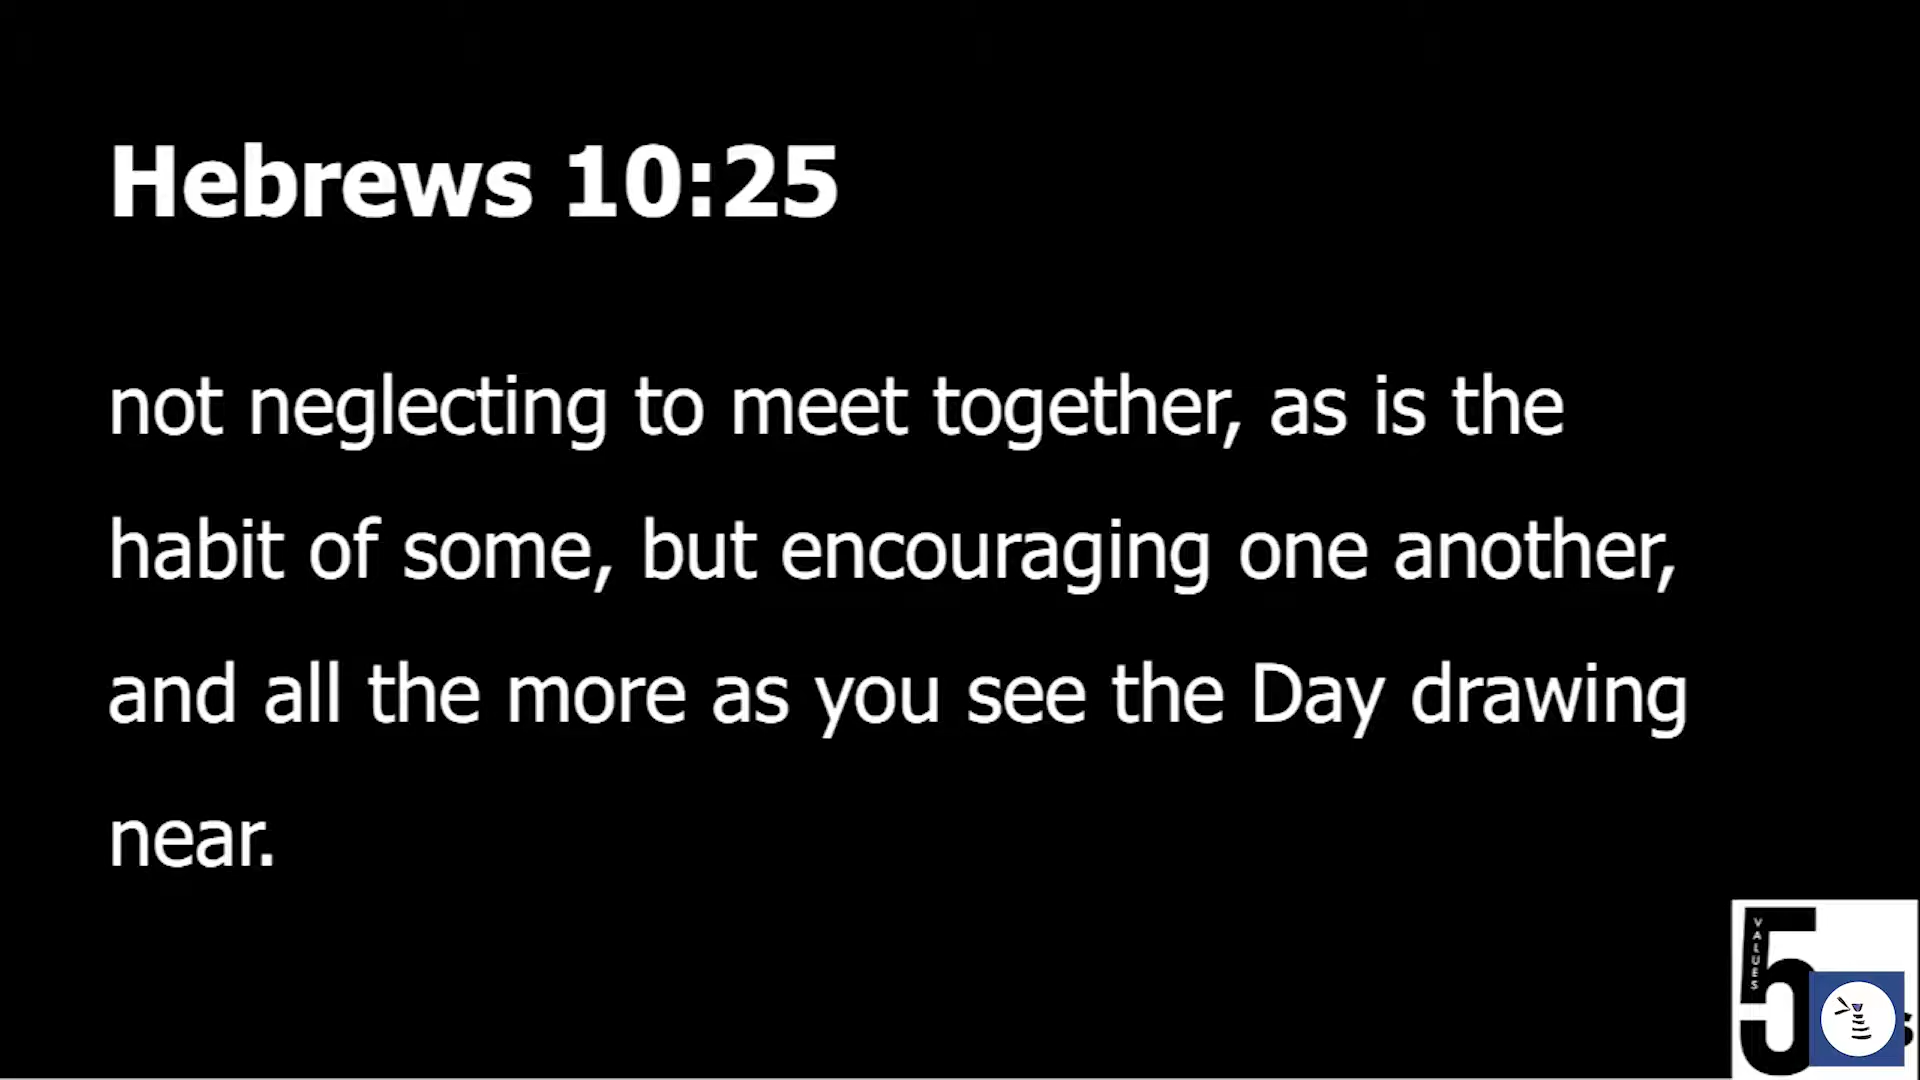 Hebrews 10:25
not neglecting to meet together, as is the
habit of some, but encouraging one another,
and all the more as you see the Day drawing
near.
5
VALUES